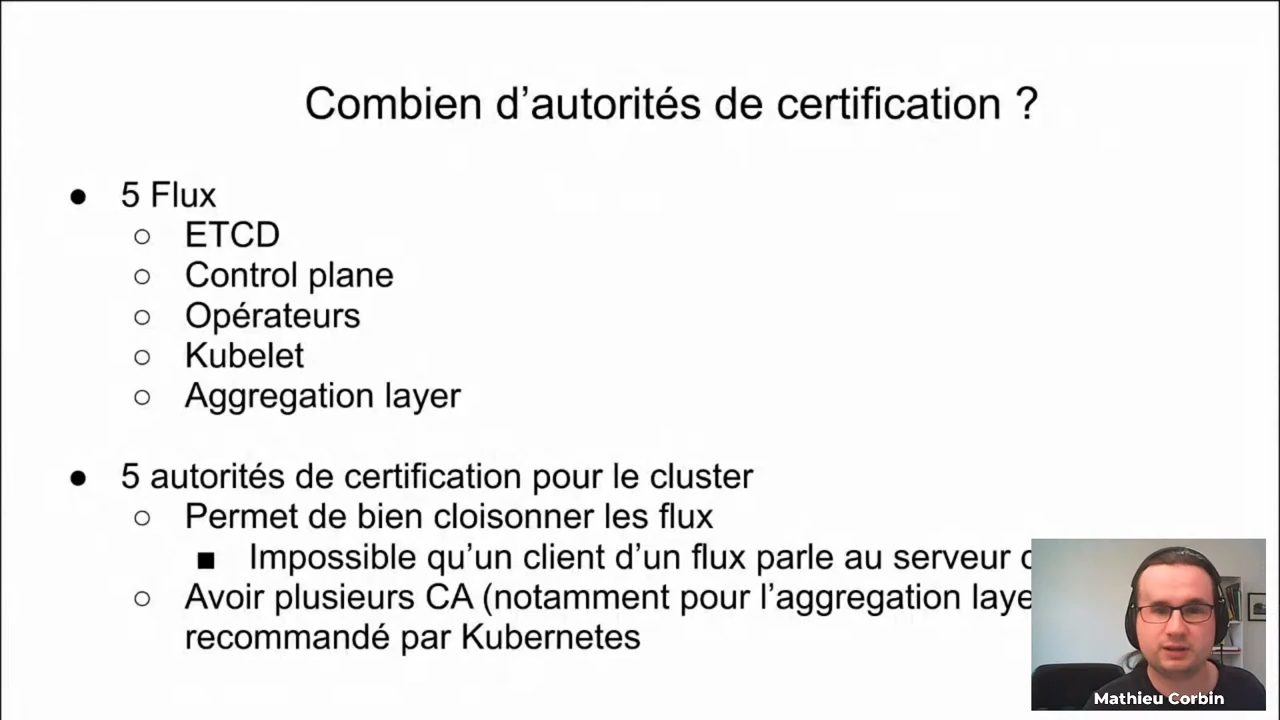 Combien d'autorités de certification ?
● 5 Flux
○ ETCD
○ Control plane
○ Opérateurs
○ Kubelet
○ Aggregation layer
● 5 autorités de certification pour le cluster
○ Permet de bien cloisonner les flux
■ Impossible qu'un client d'un flux parle au serveur
○ Avoir plusieurs CA (notamment pour l'aggregation
recommandé par Kubernetes
Mathieu Corbin